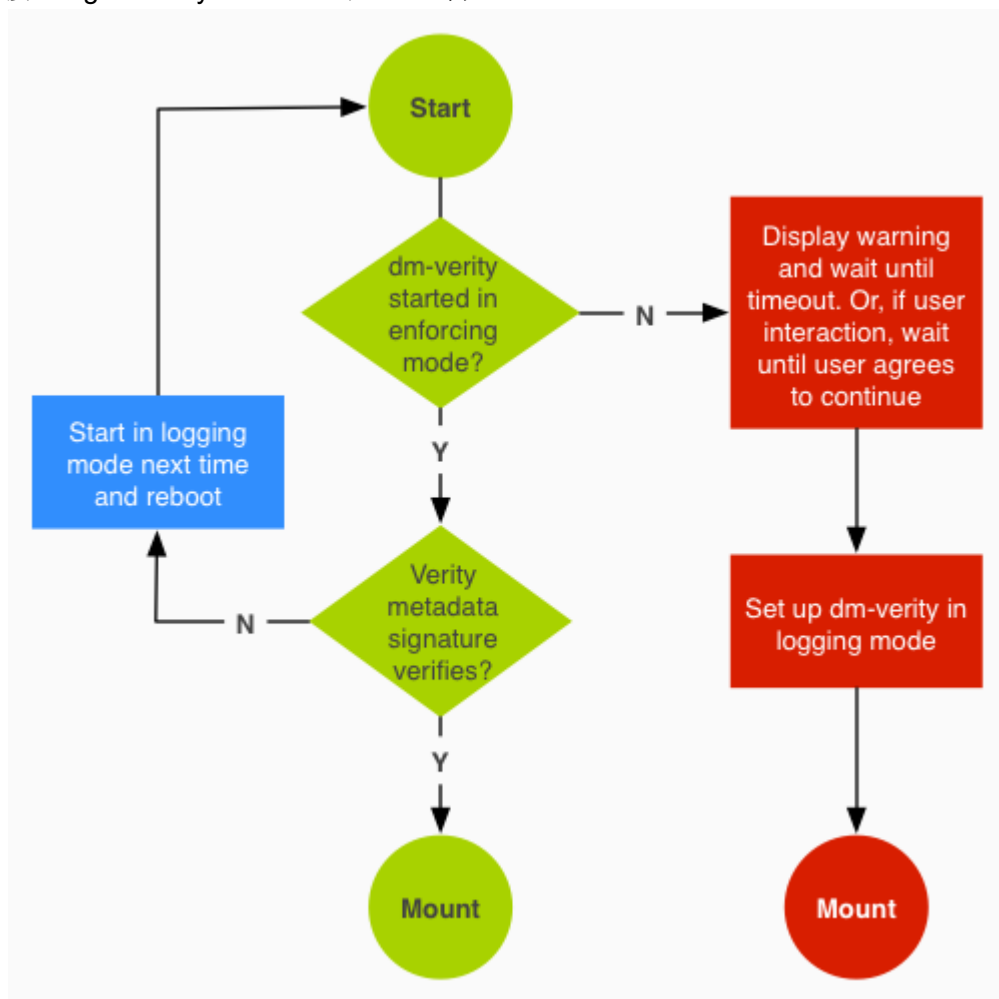 Start
dm-verity
started in
enforcing
mode?
N
Display warning
and wait until
timeout. Or, if user
interaction, wait
until user agrees
to continue
Y
Start in logging
mode next time
and reboot
Verity
metadata
signature
verifies?
N
Set up dm-verity in
logging mode
Y
Mount
Mount